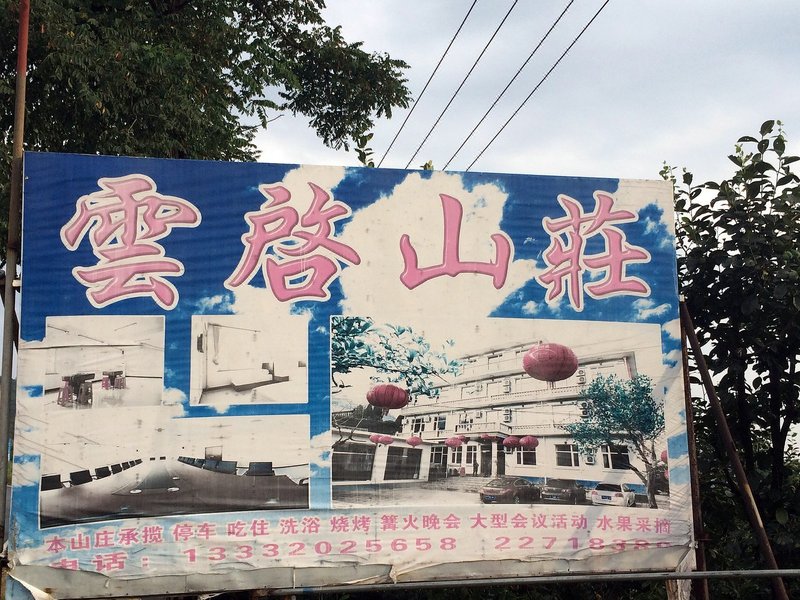 雲啓山莊
本山庄承揽 停车 吃住 洗浴 烧烤 篝火晚会 大型会议活动 水果采摘
电话：13332025658 22718380